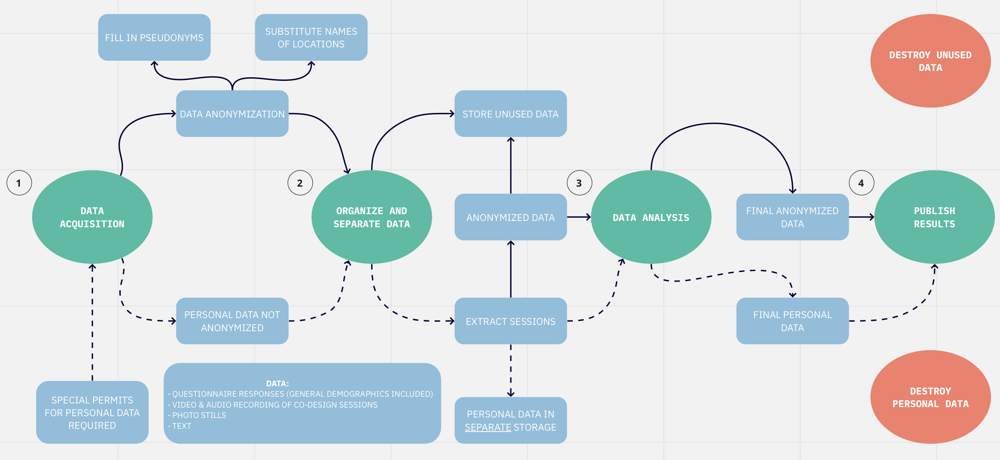 FILL IN PSEUDONYMS
SUBSTITUTE NAMES
OF LOCATIONS
DESTROY UNUSED
DATA
DATA ANONYMIZATION
STORE UNUSED DATA
1
DATA
ACQUISITION
2
ORGANIZE AND
SEPARATE DATA
ANONYMIZED DATA
3
DATA ANALYSIS
FINAL ANONYMIZED
DATA
4
PUBLISH
RESULTS
PERSONAL DATA NOT
ANONYMIZED
EXTRACT SESSIONS
FINAL PERSONAL
DATA
SPECIAL PERMITS
FOR PERSONAL DATA
REQUIRED
DATA:
- QUESTIONNAIRE RESPONSES (GENERAL DEMOGRAPHICS INCLUDED)
- VIDEO & AUDIO RECORDING OF CO-DESIGN SESSIONS
- PHOTO STILLS
- TEXT
PERSONAL DATA IN
SEPARATE STORAGE
DESTROY
PERSONAL DATA